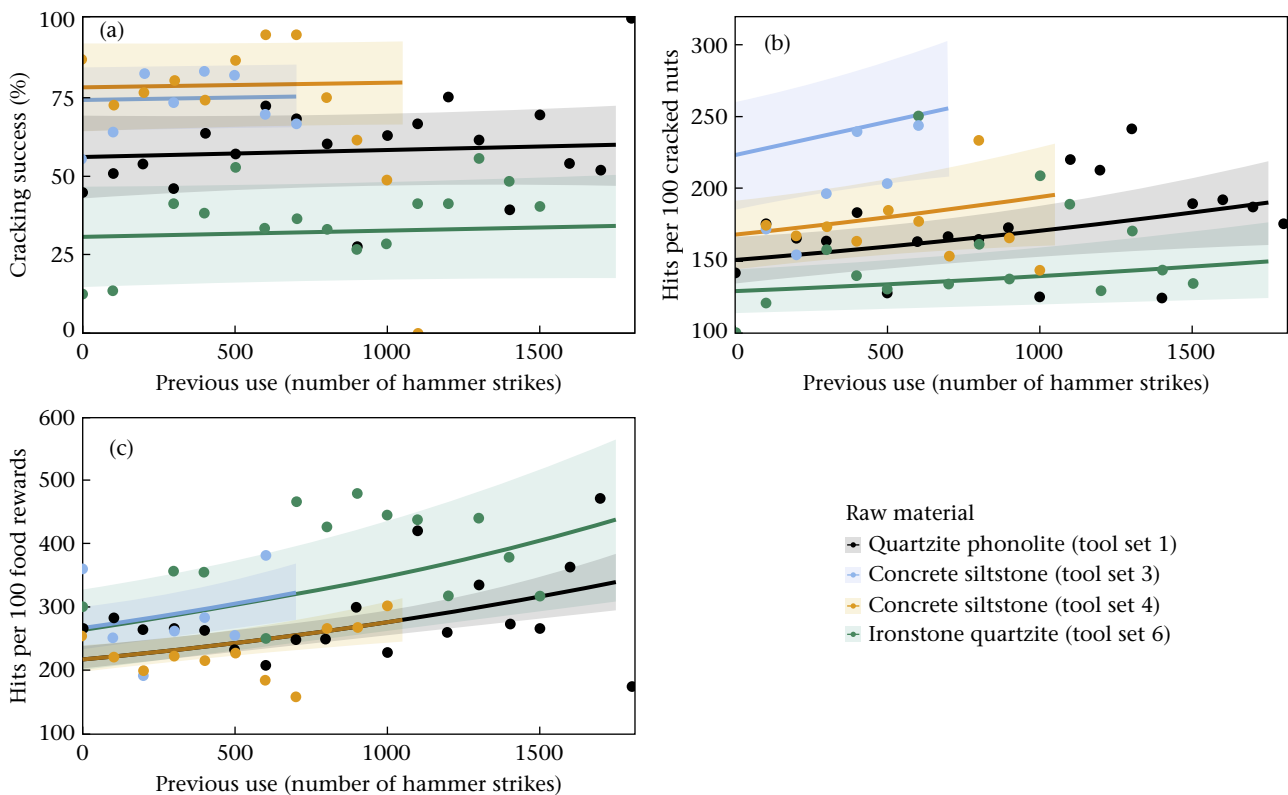 (a)
100
75
50
25
0
Cracking success (%)
0 500 1000 1500
Previous use (number of hammer strikes)
(b)
300
250
200
150
100
Hits per 100 cracked nuts
0 500 1000 1500
Previous use (number of hammer strikes)
(c)
600
500
400
300
200
100
Hits per 100 food rewards
0 500 1000 1500
Previous use (number of hammer strikes)
Raw material
Quartzite phonolite (tool set 1)
Concrete siltstone (tool set 3)
Concrete siltstone (tool set 4)
Ironstone quartzite (tool set 6)